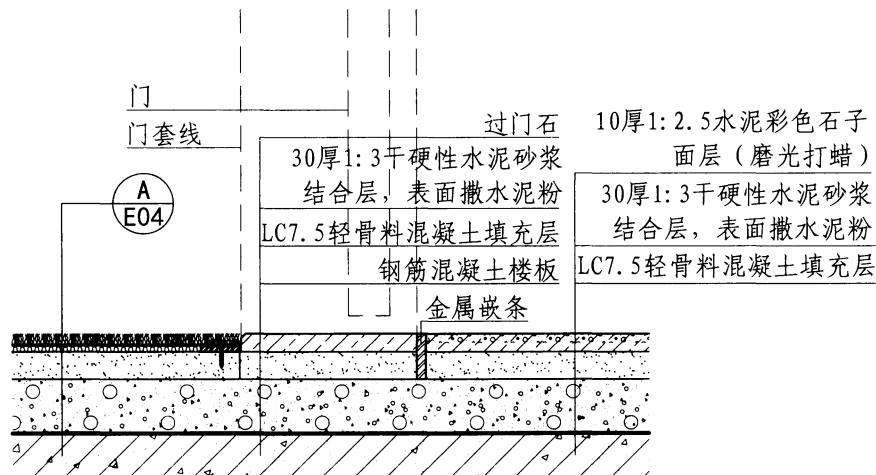 门
门套线
A
E04
过门石
30厚1:3干硬性水泥砂浆
结合层，表面撒水泥粉
LC7.5轻骨料混凝土填充层
钢筋混凝土楼板
金属嵌条
10厚1:2.5水泥彩色石子
面层（磨光打蜡）
30厚1:3干硬性水泥砂浆
结合层，表面撒水泥粉
LC7.5轻骨料混凝土填充层